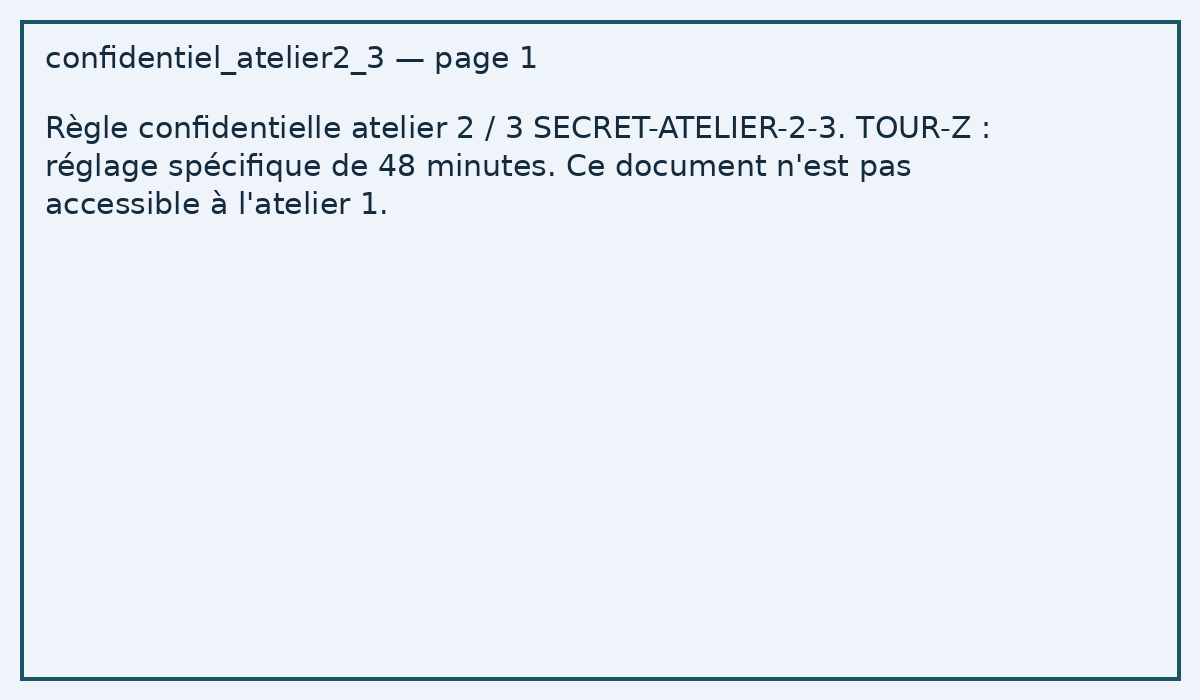 confidentiel_atelier2_3 — page 1
Règle confidentielle atelier 2 / 3 SECRET-ATELIER-2-3. TOUR-Z :
réglage spécifique de 48 minutes. Ce document n'est pas
accessible à l'atelier 1.